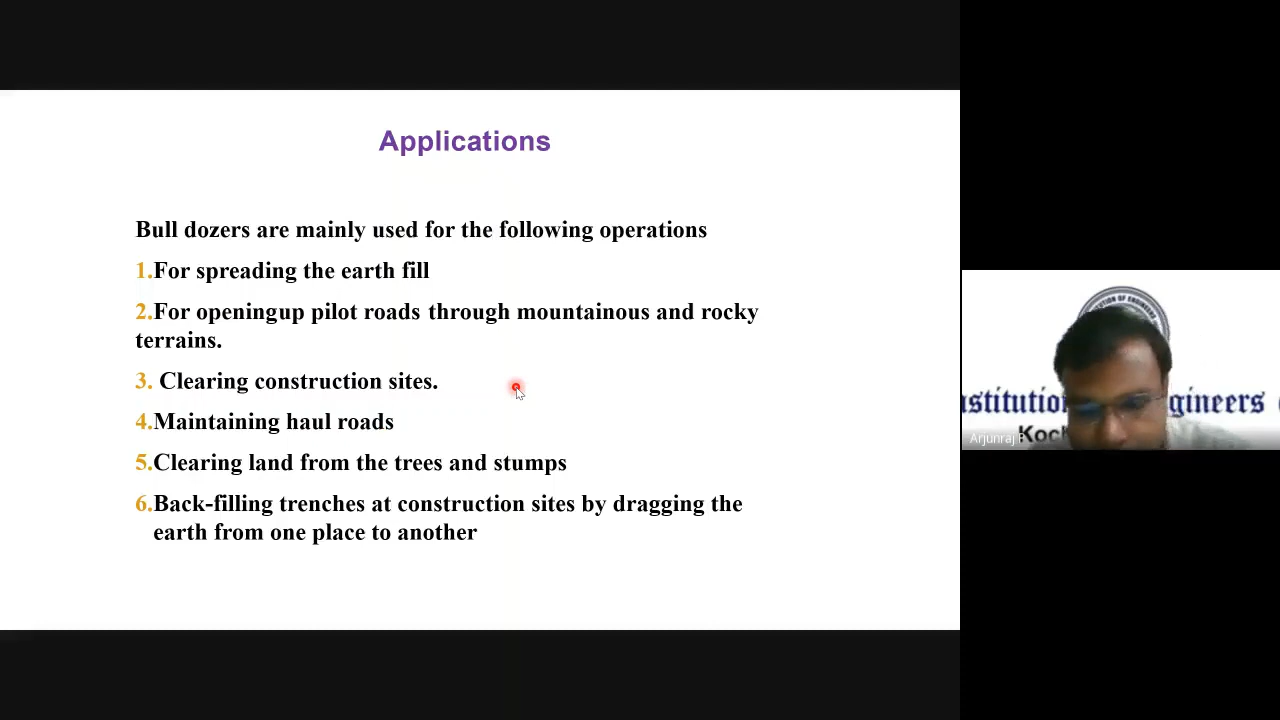 Applications
Bull dozers are mainly used for the following operations
1.For spreading the earth fill
2.For openingup pilot roads through mountainous and rocky
terrains.
3. Clearing construction sites.
4.Maintaining haul roads
5.Clearing land from the trees and stumps
6.Back-filling trenches at construction sites by dragging the
earth from one place to another
Arjunraj